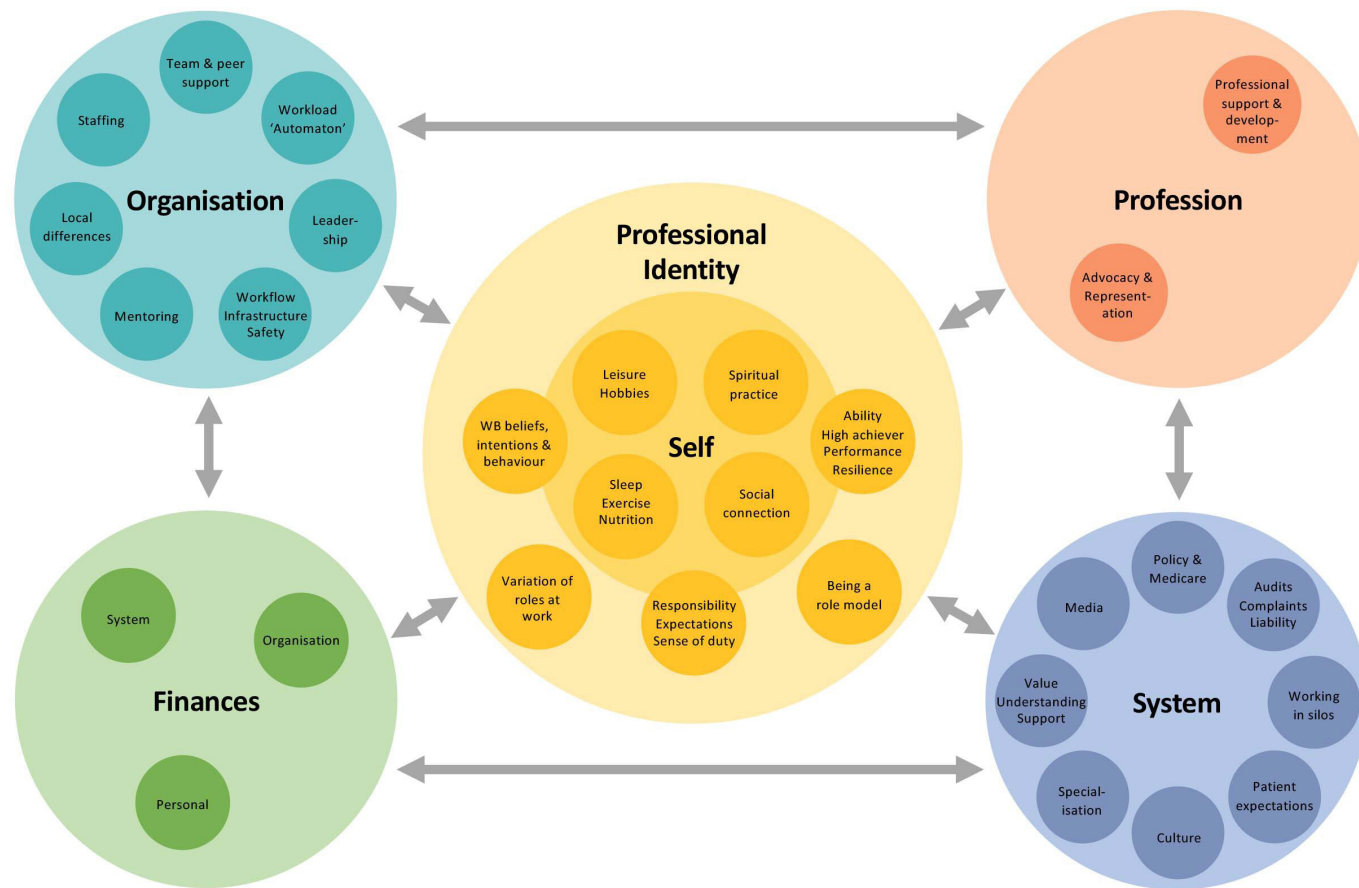 Organisation
Team & peer
support
Workload
‘Automaton’
Leader-
ship
Workflow
Infrastructure
Safety
Mentoring
Local
differences
Staffing
Profession
Professional
support &
develop-
ment
Advocacy &
Represent-
ation
Professional
Identity
Self
Leisure
Hobbies
Spiritual
practice
Sleep
Exercise
Nutrition
Social
connection
WB beliefs,
intentions &
behaviour
Ability
High achiever
Performance
Resilience
Variation of
roles at
work
Responsibility
Expectations
Sense of duty
Being a
role model
Finances
System
Organisation
Personal
System
Policy &
Medicare
Audits
Complaints
Liability
Working
in silos
Patient
expectations
Culture
Special-
isation
Value
Understanding
Support
Media